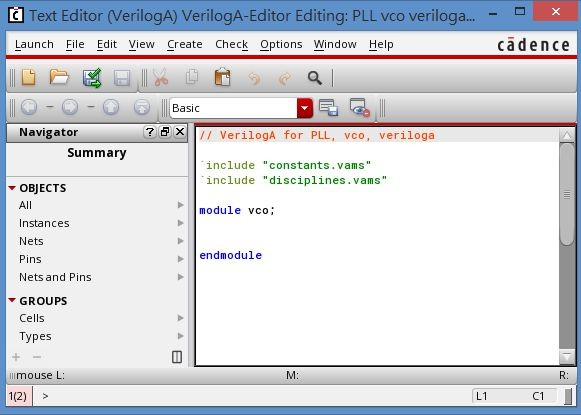 Text Editor (VerilogA) VerilogA-Editor Editing: PLL vco veriloga...
Launch File Edit View Create Check Options Window Help
cādence
Basic
Navigator
Summary
OBJECTS
All
Instances
Nets
Pins
Nets and Pins
GROUPS
Cells
Types
// VerilogA for PLL, vco, veriloga
`include "constants.vams"
`include "disciplines.vams"
module vco;
endmodule
mouse L: M: R:
1(2) > L1 C1